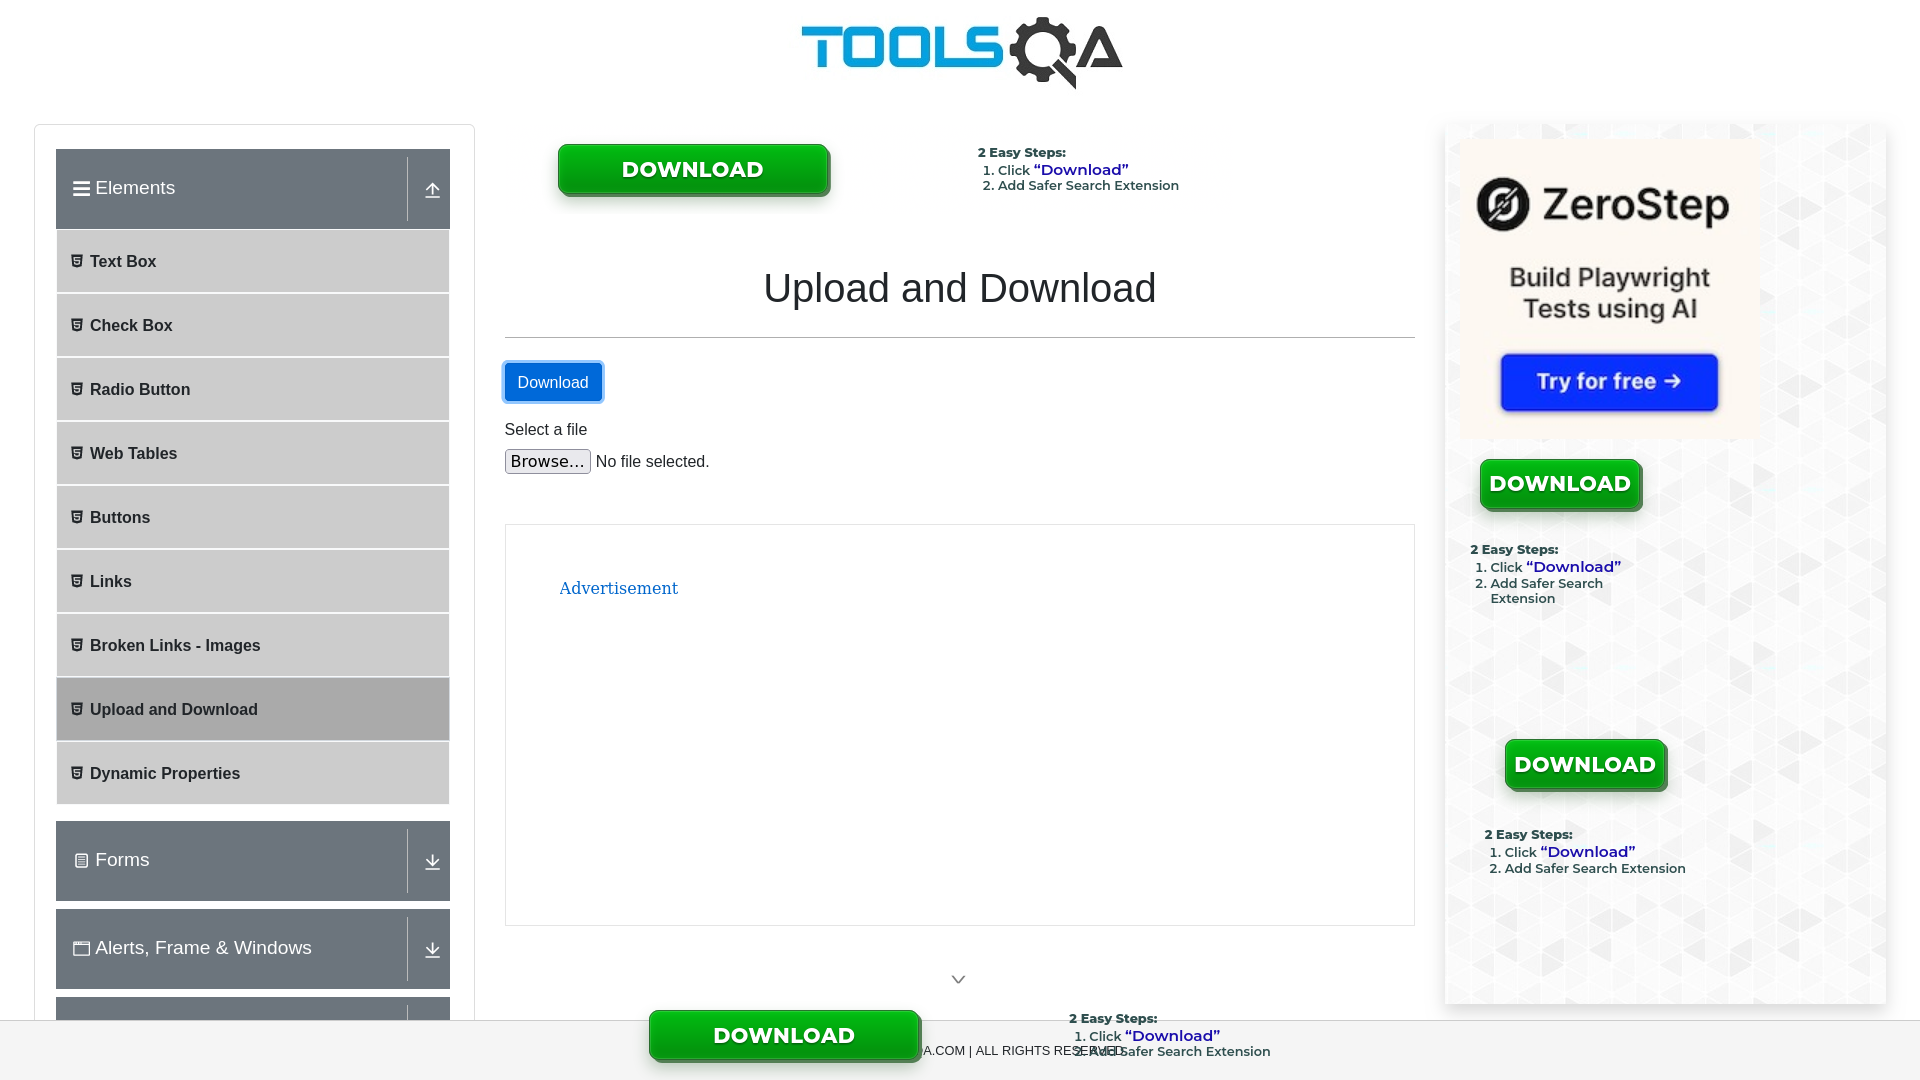 TOOLSQA
Elements
Text Box
Check Box
Radio Button
Web Tables
Buttons
Links
Broken Links - Images
Upload and Download
Dynamic Properties
Forms
Alerts, Frame & Windows
DOWNLOAD
2 Easy Steps:
1. Click “Download”
2. Add Safer Search Extension
Upload and Download
Download
Select a file
Browse... No file selected.
Advertisement
ZeroStep
Build Playwright
Tests using AI
Try for free →
DOWNLOAD
2 Easy Steps:
1. Click “Download”
2. Add Safer Search
Extension
DOWNLOAD
2 Easy Steps:
1. Click “Download”
2. Add Safer Search Extension
DOWNLOAD
2 Easy Steps:
1. Click “Download”
2. Add Safer Search Extension
A.COM | ALL RIGHTS RESERVED.